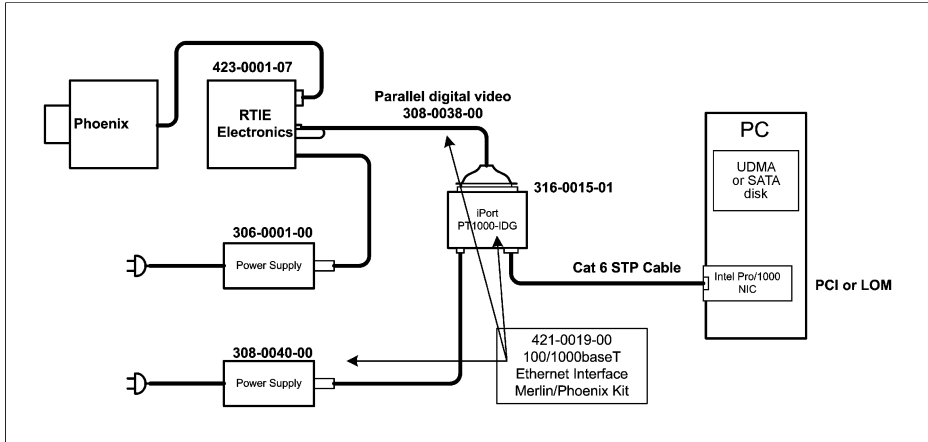 423-0001-07
Phoenix
RTIE
Electronics
Parallel digital video
308-0038-00
PC
UDMA
or SATA
disk
316-0015-01
iPort
PT1000-IDG
306-0001-00
Power Supply
Cat 6 STP Cable
Intel Pro/1000
NIC
PCI or LOM
421-0019-00
100/1000baseT
Ethernet Interface
Merlin/Phoenix Kit
308-0040-00
Power Supply